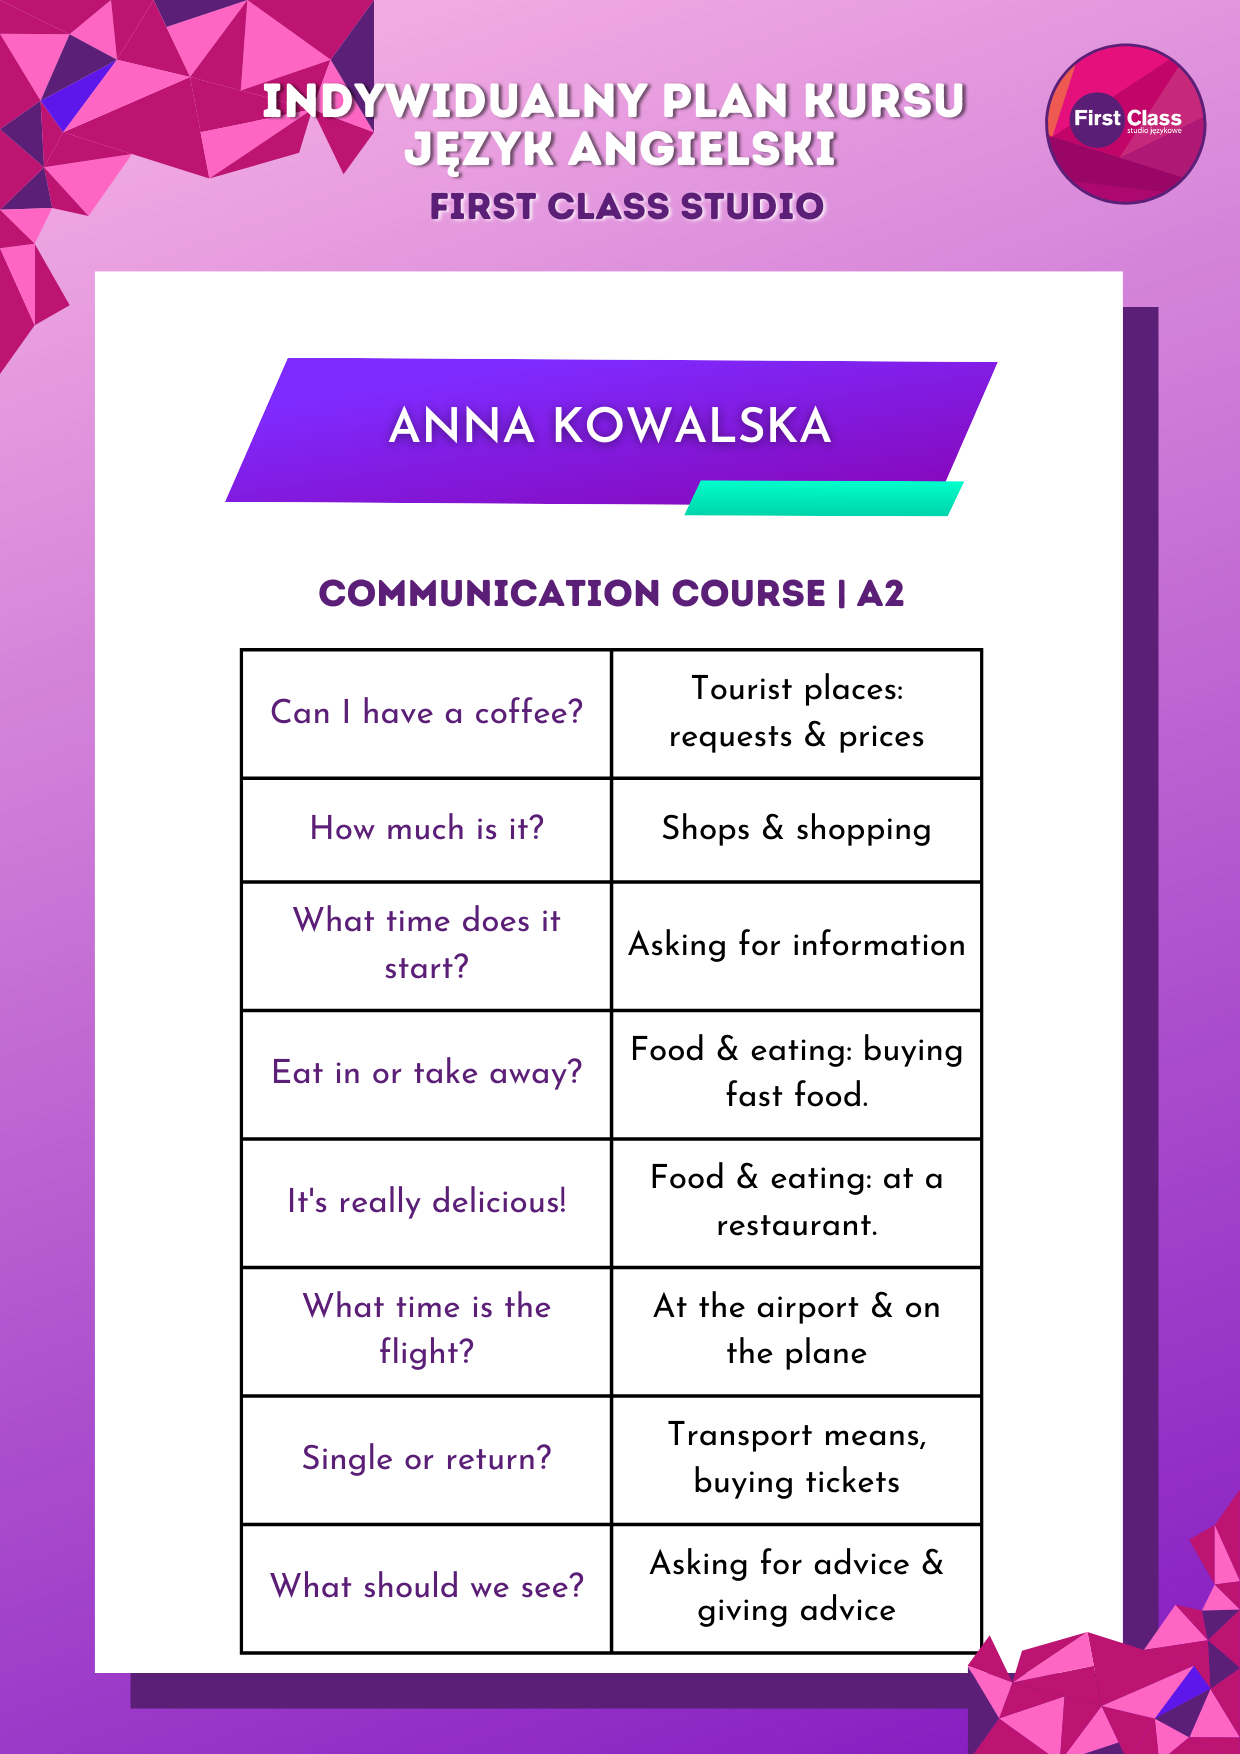 INDYWIDUALNY PLAN KURSU
JĘZYK ANGIELSKI
FIRST CLASS STUDIO
First Class
studio językowe
ANNA KOWALSKA
COMMUNICATION COURSE | A2
Can I have a coffee?
Tourist places:
requests & prices
How much is it?
Shops & shopping
What time does it
start?
Asking for information
Eat in or take away?
Food & eating: buying
fast food.
It's really delicious!
Food & eating: at a
restaurant.
What time is the
flight?
At the airport & on
the plane
Single or return?
Transport means,
buying tickets
What should we see?
Asking for advice &
giving advice